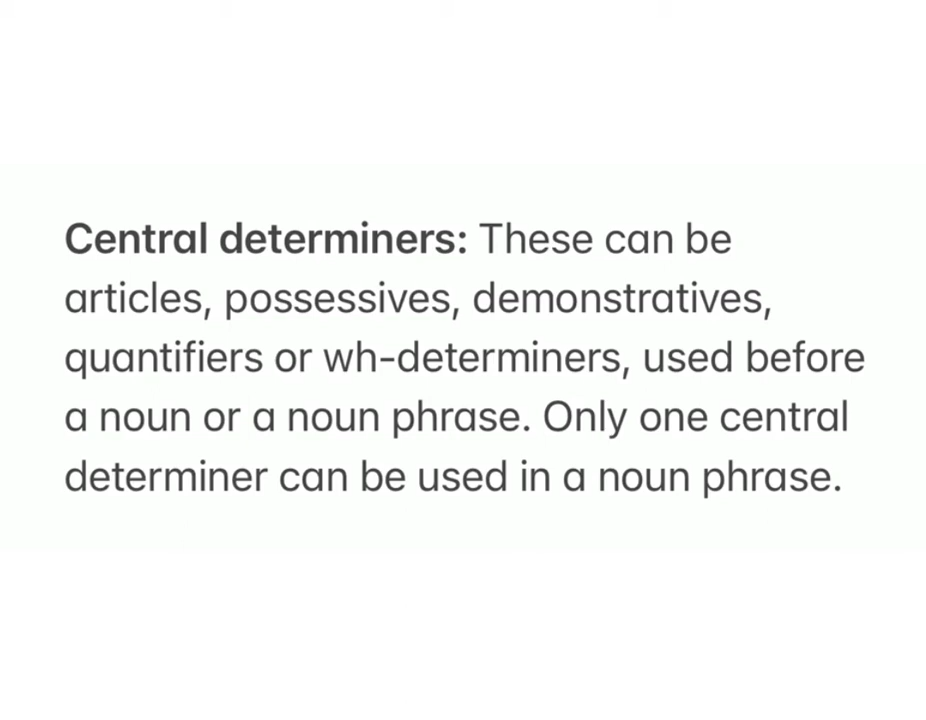 Central determiners: These can be
articles, possessives, demonstratives,
quantifiers or wh-determiners, used before
a noun or a noun phrase. Only one central
determiner can be used in a noun phrase.